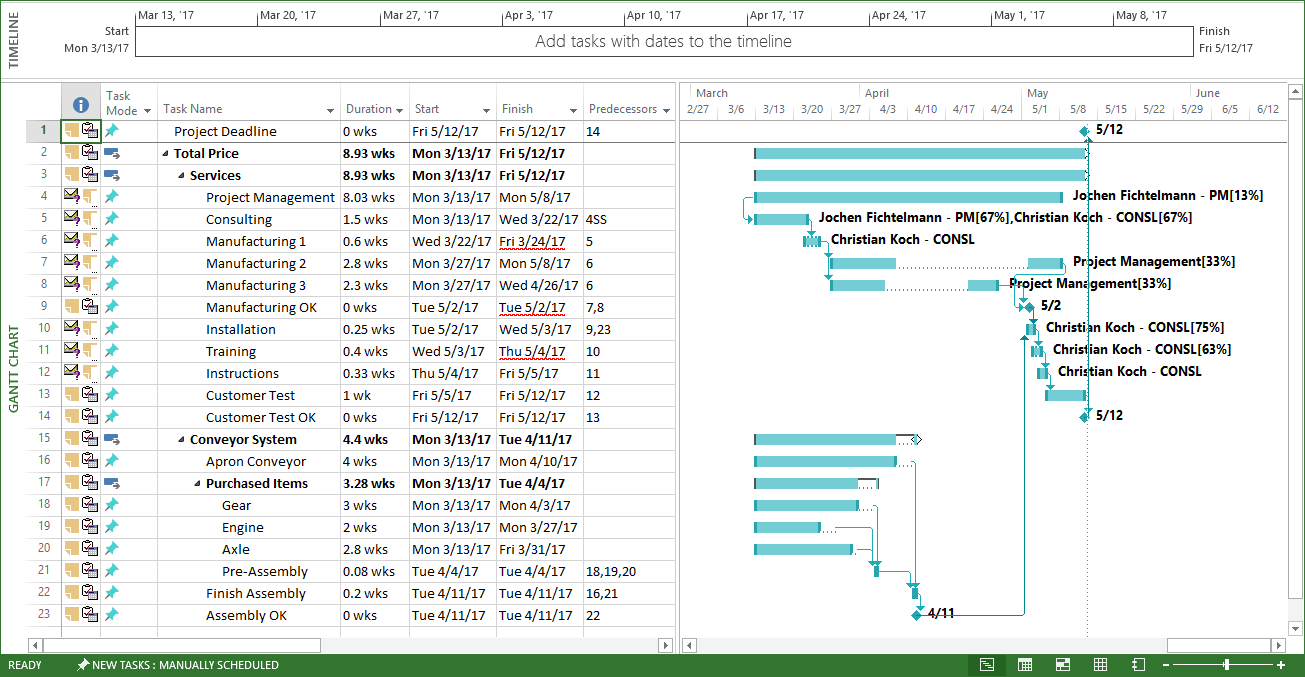 TIMELINE
Mar 13, '17 Mar 20, '17 Mar 27, '17 Apr 3, '17 Apr 10, '17 Apr 17, '17 Apr 24, '17 May 1, '17 May 8, '17
Start
Mon 3/13/17
Add tasks with dates to the timeline
Finish
Fri 5/12/17
GANTT CHART
Task Mode Task Name Duration Start Finish Predecessors
March April May June
2/27 3/6 3/13 3/20 3/27 4/3 4/10 4/17 4/24 5/1 5/8 5/15 5/22 5/29 6/5 6/12
1 Project Deadline 0 wks Fri 5/12/17 Fri 5/12/17 14 5/12
2 Total Price 8.93 wks Mon 3/13/17 Fri 5/12/17
3 Services 8.93 wks Mon 3/13/17 Fri 5/12/17
4 Project Management 8.03 wks Mon 3/13/17 Mon 5/8/17 Jochen Fichtelmann - PM[13%]
5 Consulting 1.5 wks Mon 3/13/17 Wed 3/22/17 4SS Jochen Fichtelmann - PM[67%],Christian Koch - CONSL[67%]
6 Manufacturing 1 0.6 wks Wed 3/22/17 Fri 3/24/17 5 Christian Koch - CONSL
7 Manufacturing 2 2.8 wks Mon 3/27/17 Mon 5/8/17 6 Project Management[33%]
8 Manufacturing 3 2.3 wks Mon 3/27/17 Wed 4/26/17 6 Project Management[33%]
9 Manufacturing OK 0 wks Tue 5/2/17 Tue 5/2/17 7,8 5/2
10 Installation 0.25 wks Tue 5/2/17 Wed 5/3/17 9,23 Christian Koch - CONSL[75%]
11 Training 0.4 wks Wed 5/3/17 Thu 5/4/17 10 Christian Koch - CONSL[63%]
12 Instructions 0.33 wks Thu 5/4/17 Fri 5/5/17 11 Christian Koch - CONSL
13 Customer Test 1 wk Fri 5/5/17 Fri 5/12/17 12
14 Customer Test OK 0 wks Fri 5/12/17 Fri 5/12/17 13 5/12
15 Conveyor System 4.4 wks Mon 3/13/17 Tue 4/11/17
16 Apron Conveyor 4 wks Mon 3/13/17 Mon 4/10/17
17 Purchased Items 3.28 wks Mon 3/13/17 Tue 4/4/17
18 Gear 3 wks Mon 3/13/17 Mon 4/3/17
19 Engine 2 wks Mon 3/13/17 Mon 3/27/17
20 Axle 2.8 wks Mon 3/13/17 Fri 3/31/17
21 Pre-Assembly 0.08 wks Tue 4/4/17 Tue 4/4/17 18,19,20
22 Finish Assembly 0.2 wks Tue 4/11/17 Tue 4/11/17 16,21
23 Assembly OK 0 wks Tue 4/11/17 Tue 4/11/17 22 4/11
READY NEW TASKS : MANUALLY SCHEDULED